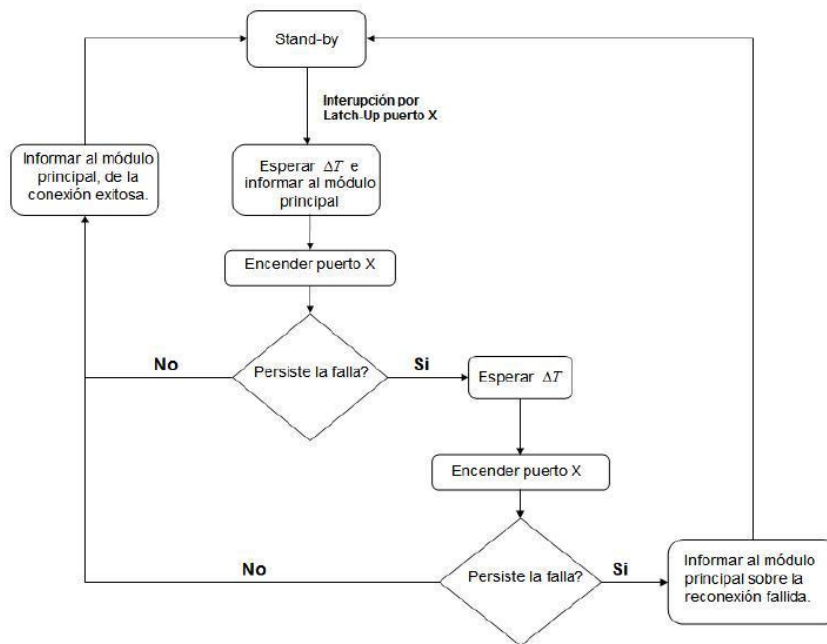 Stand-by
Interupción por
Latch-Up puerto X
Informar al módulo
principal, de la
conexión exitosa.
Esperar ΔT e
informar al módulo
principal
Encender puerto X
Persiste la falla?
No
Si
Esperar ΔT
Encender puerto X
Persiste la falla?
No
Si
Informar al módulo
principal sobre la
reconexión fallida.